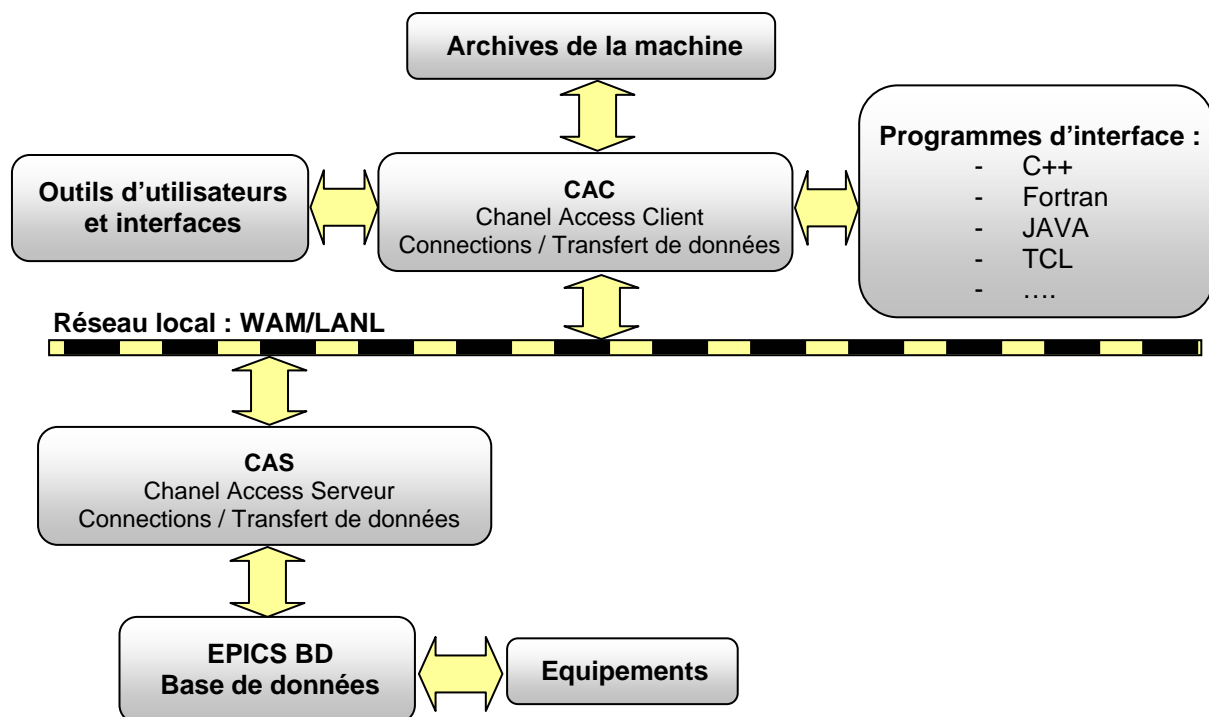 Archives de la machine
Programmes d'interface :
- C++
- Fortran
- JAVA
- TCL
- ….
Outils d'utilisateurs
et interfaces
CAC
Chanel Access Client
Connections / Transfert de données
Réseau local : WAM/LANL
CAS
Chanel Access Serveur
Connections / Transfert de données
EPICS BD
Base de données
Equipements